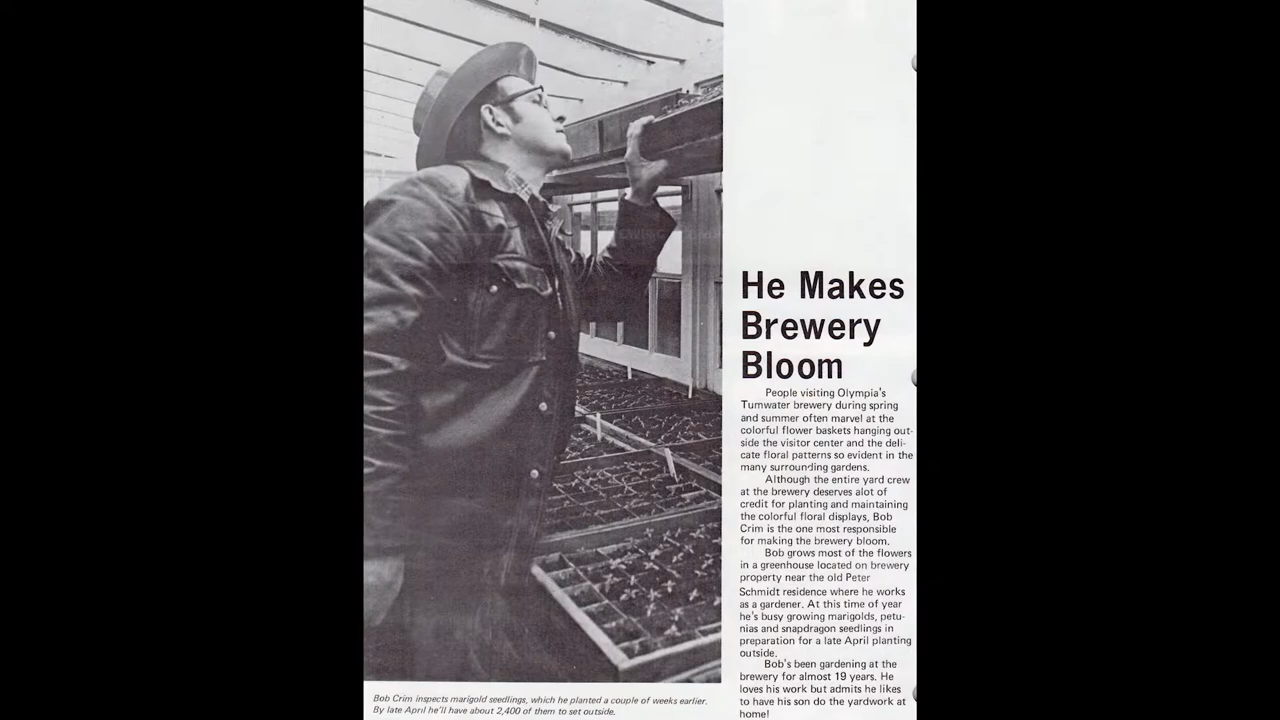 He Makes
Brewery
Bloom
People visiting Olympia's
Tumwater brewery during spring
and summer often marvel at the
colorful flower baskets hanging out-
side the visitor center and the deli-
cate floral patterns so evident in the
many surrounding gardens.
Although the entire yard crew
at the brewery deserves alot of
credit for planting and maintaining
the colorful floral displays, Bob
Crim is the one most responsible
for making the brewery bloom.
Bob grows most of the flowers
in a greenhouse located on brewery
property near the old Peter
Schmidt residence where he works
as a gardener. At this time of year
he's busy growing marigolds, petu-
nias and snapdragon seedlings in
preparation for a late April planting
outside.
Bob's been gardening at the
brewery for almost 19 years. He
loves his work but admits he likes
to have his son do the yardwork at
home!
Bob Crim inspects marigold seedlings, which he planted a couple of weeks earlier.
By late April he'll have about 2,400 of them to set outside.